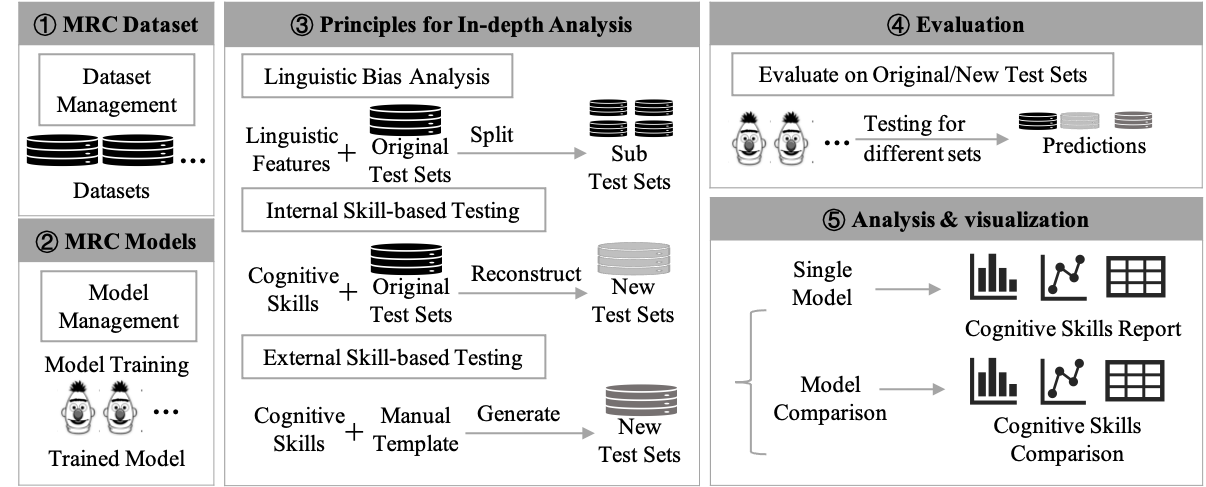 ① MRC Dataset
Dataset
Management
...
Datasets
② MRC Models
Model
Management
Model Training
...
Trained Model
③ Principles for In-depth Analysis
Linguistic Bias Analysis
Linguistic
Features
+
Original
Test Sets
Split
Sub
Test Sets
Internal Skill-based Testing
Cognitive
Skills
+
Original
Test Sets
Reconstruct
New
Test Sets
External Skill-based Testing
Cognitive
Skills
+
Manual
Template
Generate
New
Test Sets
④ Evaluation
Evaluate on Original/New Test Sets
...
Testing for
different sets
Predictions
⑤ Analysis & visualization
Single
Model
Cognitive Skills Report
Model
Comparison
Cognitive Skills
Comparison